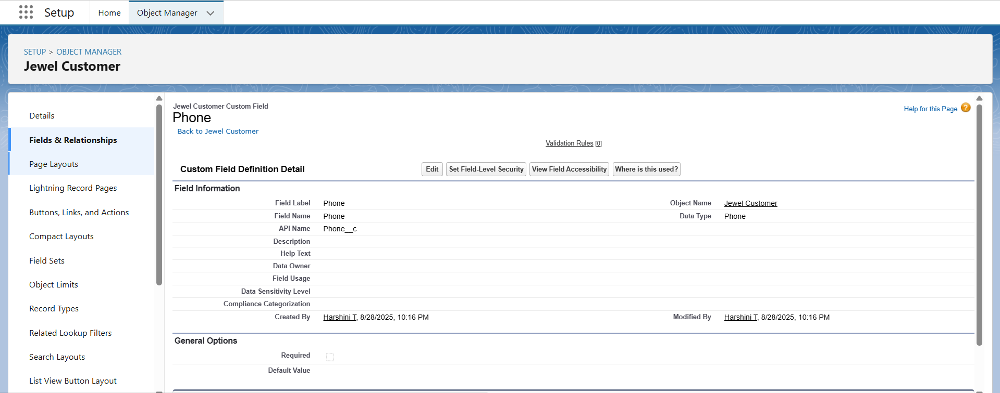 Setup
Home
Object Manager
SETUP > OBJECT MANAGER
Jewel Customer
Details
Fields & Relationships
Page Layouts
Lightning Record Pages
Buttons, Links, and Actions
Compact Layouts
Field Sets
Object Limits
Record Types
Related Lookup Filters
Search Layouts
List View Button Layout
Jewel Customer Custom Field
Phone
Back to Jewel Customer
Help for this Page ?
Validation Rules [0]
Custom Field Definition Detail
Edit
Set Field-Level Security
View Field Accessibility
Where is this used?
Field Information
Field Label Phone Object Name Jewel Customer
Field Name Phone Data Type Phone
API Name Phone__c
Description
Help Text
Data Owner
Field Usage
Data Sensitivity Level
Compliance Categorization
Created By Harshini T, 8/28/2025, 10:16 PM Modified By Harshini T, 8/28/2025, 10:16 PM
General Options
Required
Default Value